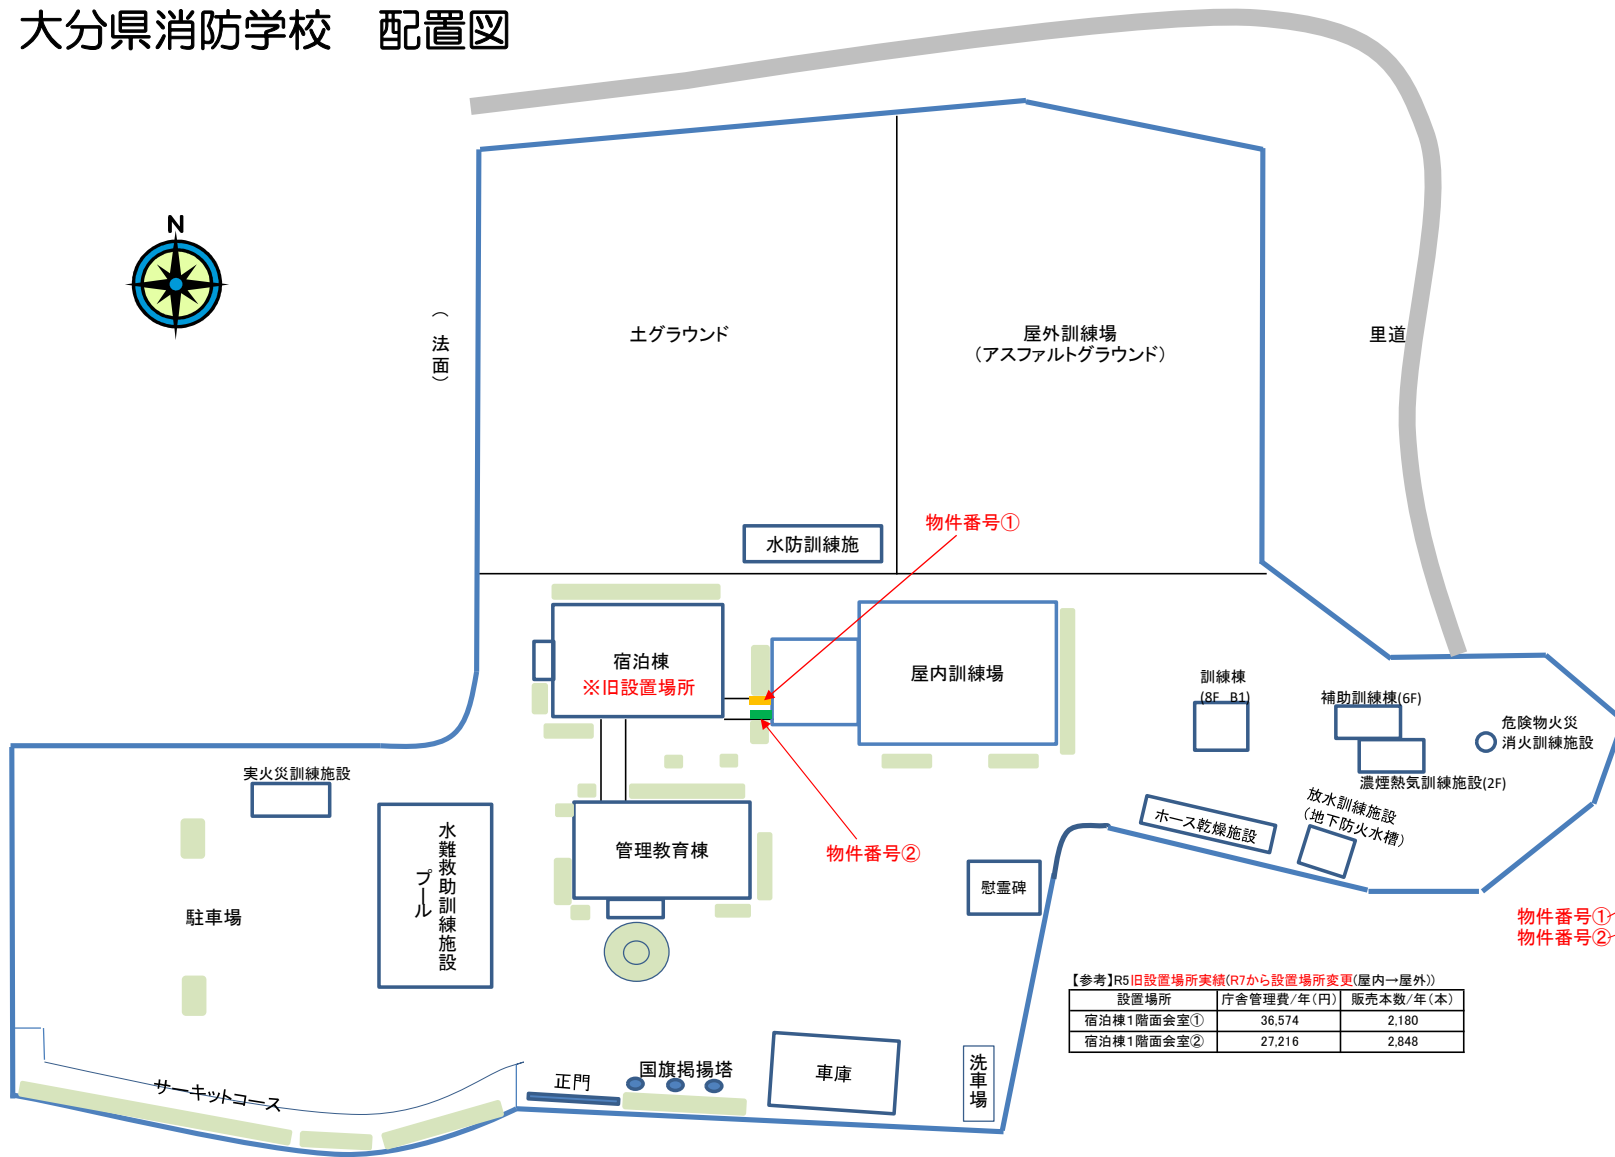 大分県消防学校　配置図
N
（法面）
土グラウンド
屋外訓練場
（アスファルトグラウンド）
里道
物件番号①
水防訓練施
宿泊棟
※旧設置場所
屋内訓練場
訓練棟
(8F B1)
補助訓練棟(6F)
危険物火災
消火訓練施設
濃煙熱気訓練施設(2F)
放水訓練施設
（地下防火水槽）
ホース乾燥施設
実火災訓練施設
水難救助訓練施設
プール
管理教育棟
物件番号②
慰霊碑
駐車場
物件番号①
物件番号②
【参考】R5旧設置場所実績(R7から設置場所変更(屋内→屋外))
設置場所 庁舎管理費/年(円) 販売本数/年(本)
宿泊棟1階面会室① 36,574 2,180
宿泊棟1階面会室② 27,216 2,848
サーキットコース
正門
国旗掲揚塔
車庫
洗車場